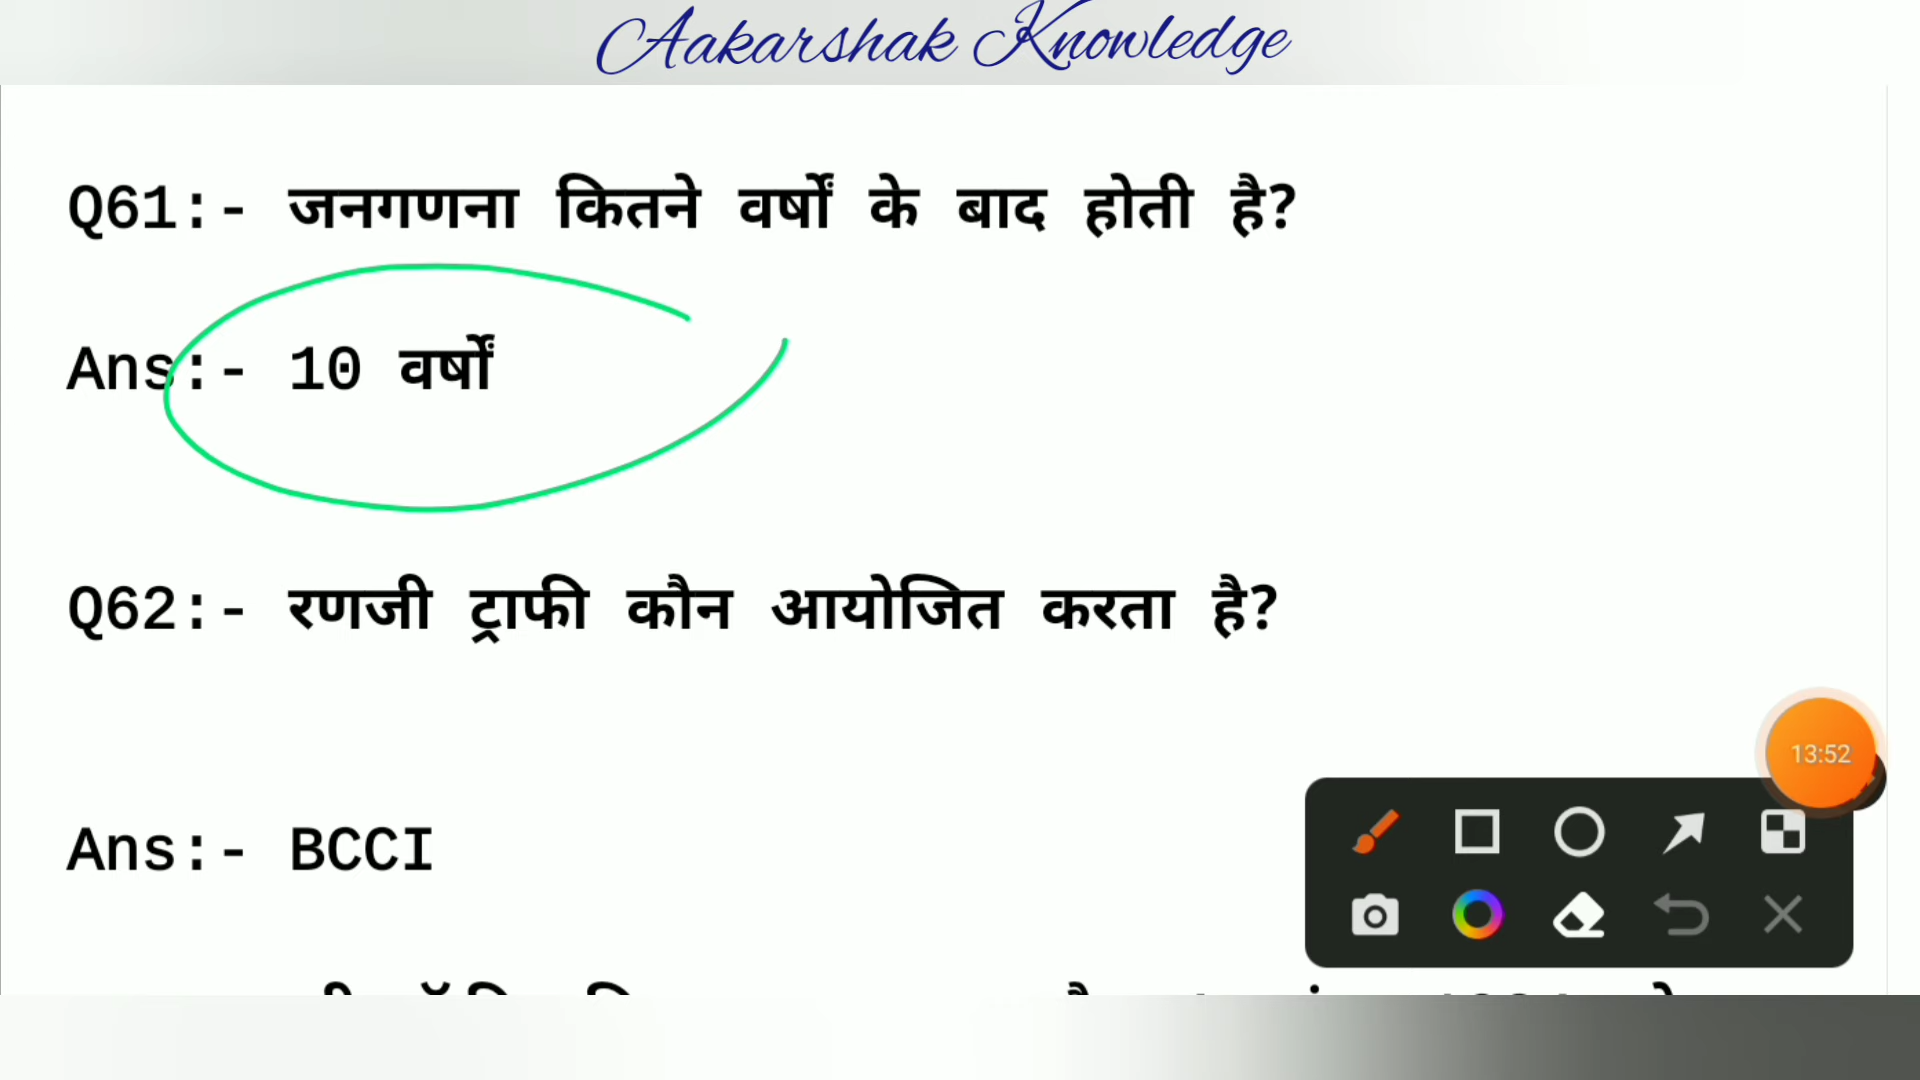 Aakarshak Knowledge
Q61:- जनगणना कितने वर्षों के बाद होती है?
Ans:- 10 वर्षों
Q62:- रणजी ट्राफी कौन आयोजित करता है?
13:52
Ans:- BCCI